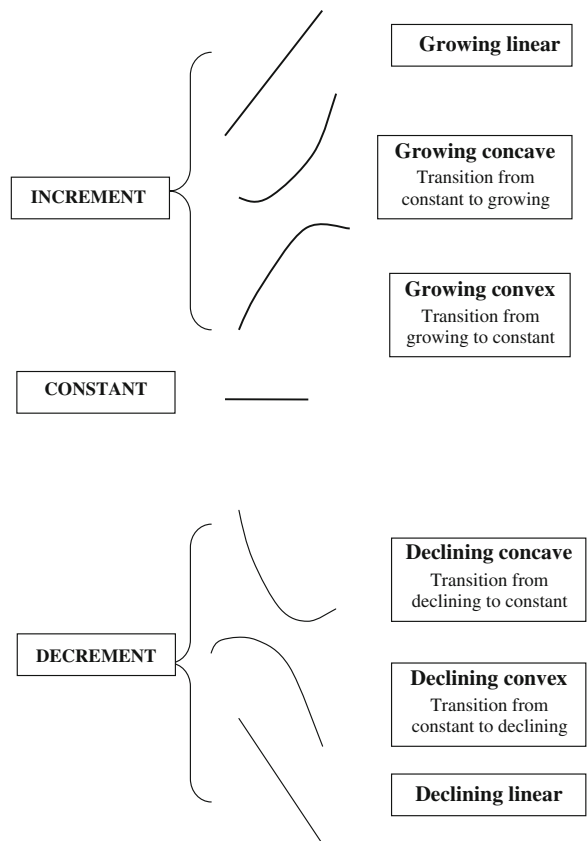 Growing linear
INCREMENT
Growing concave
Transition from
constant to growing
Growing convex
Transition from
growing to constant
CONSTANT
Declining concave
Transition from
declining to constant
DECREMENT
Declining convex
Transition from
constant to declining
Declining linear